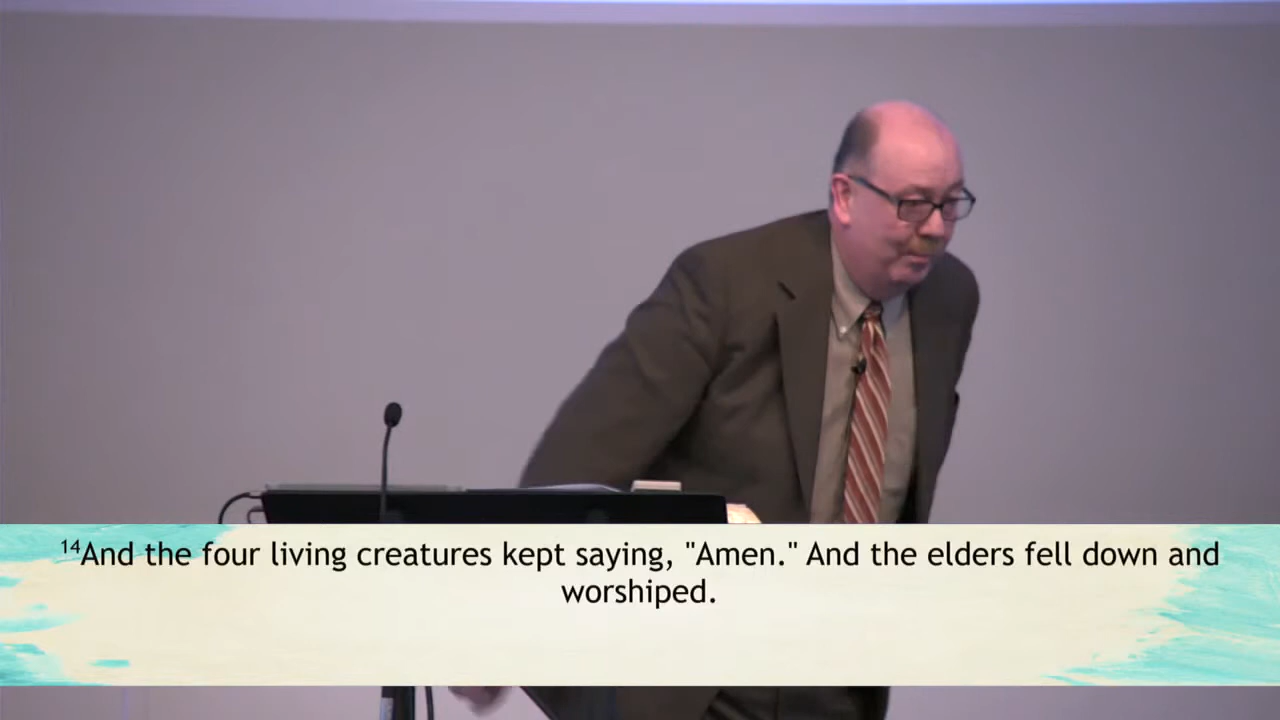 ¹⁴And the four living creatures kept saying, "Amen." And the elders fell down and
worshiped.